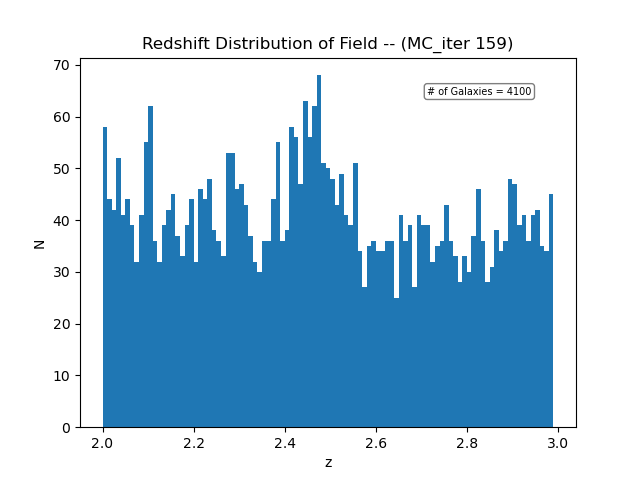 Redshift Distribution of Field -- (MC_iter 159)
# of Galaxies = 4100
N
70
60
50
40
30
20
10
0
2.0 2.2 2.4 2.6 2.8 3.0
z